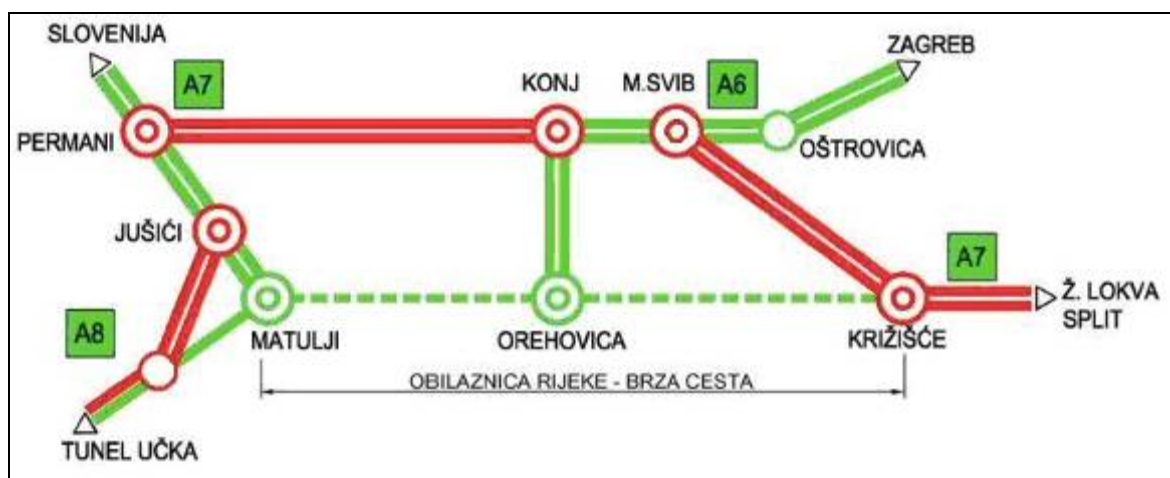 SLOVENIJA
A7
KONJ
M.SVIB
A6
ZAGREB
PERMANI
OŠTROVICA
JUŠIĆI
A7
Ž. LOKVA
SPLIT
A8
MATULJI
OREHOVICA
KRIŽIŠĆE
OBILAZNICA RIJEKE - BRZA CESTA
TUNEL UČKA